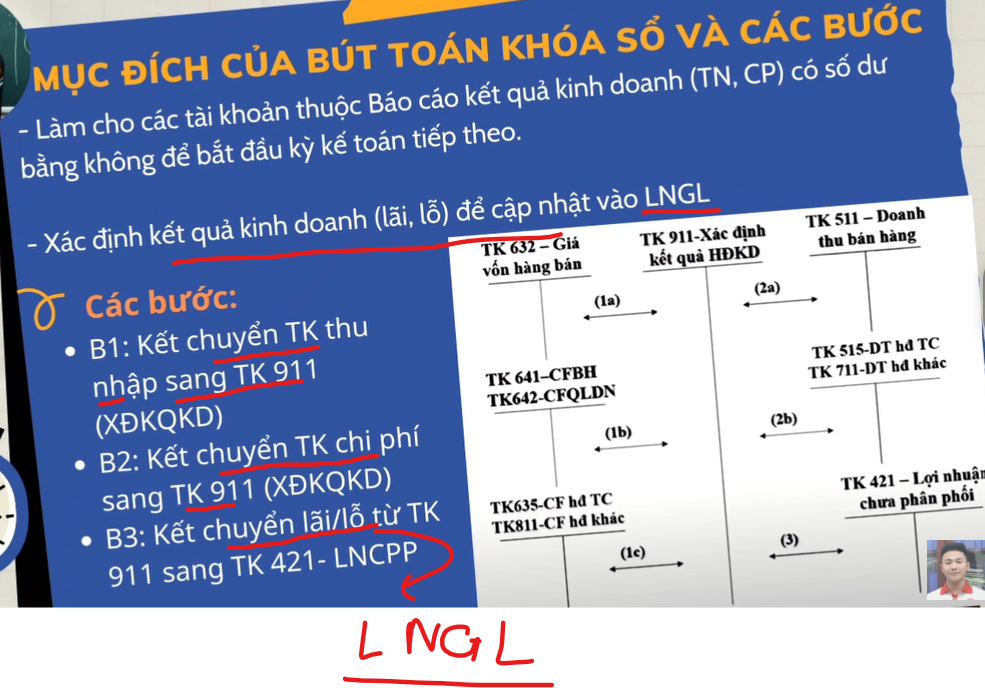 MỤC ĐÍCH CỦA BÚT TOÁN KHÓA SỔ VÀ CÁC BƯỚC
- Làm cho các tài khoản thuộc Báo cáo kết quả kinh doanh (TN, CP) có số dư
bằng không để bắt đầu kỳ kế toán tiếp theo.
- Xác định kết quả kinh doanh (lãi, lỗ) để cập nhật vào LNGL
Các bước:
• B1: Kết chuyển TK thu
nhập sang TK 911
(XĐKQKD)
• B2: Kết chuyển TK chi phí
sang TK 911 (XĐKQKD)
• B3: Kết chuyển lãi/lỗ từ TK
911 sang TK 421- LNCPP
TK 632 – Giá
vốn hàng bán
TK 911-Xác định
kết quả HĐKD
TK 511 – Doanh
thu bán hàng
(1a)
(2a)
TK 641–CFBH
TK642-CFQLDN
TK 515-DT hđ TC
TK 711-DT hđ khác
(1b)
(2b)
TK635-CF hđ TC
TK811-CF hđ khác
TK 421 – Lợi nhuận
chưa phân phối
(1c)
(3)
LNGL